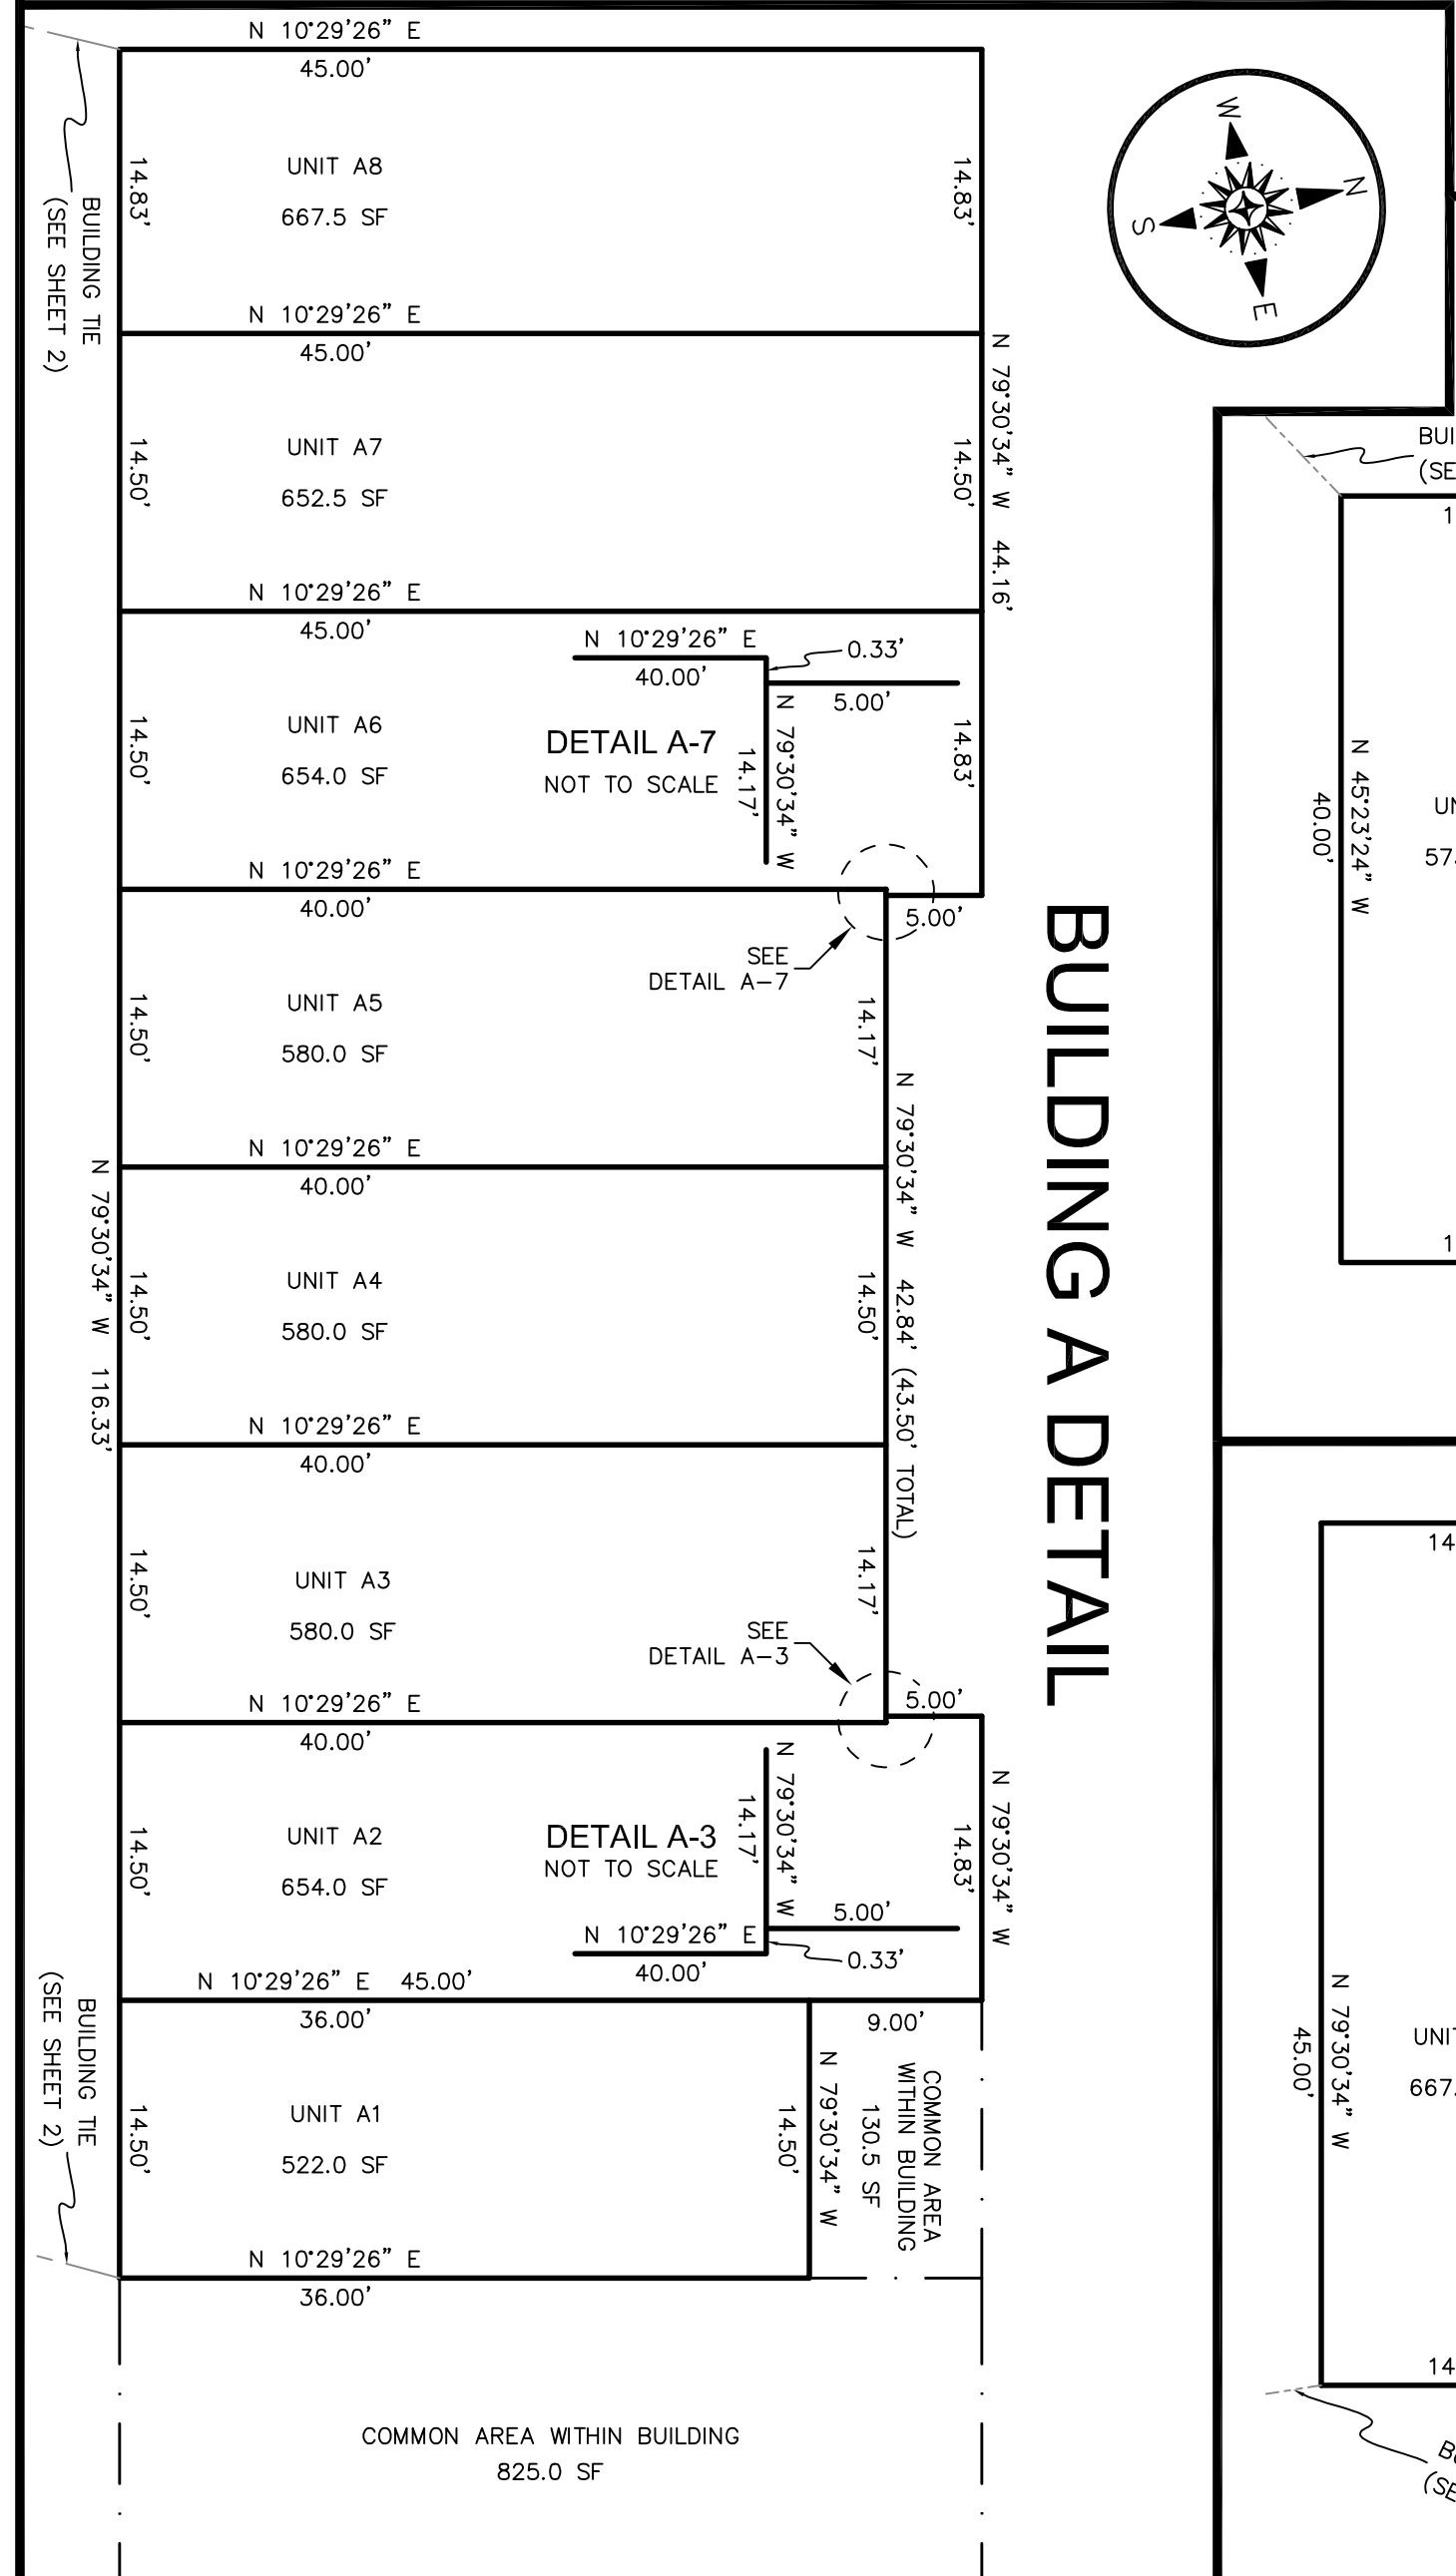 N 10°29'26" E
45.00'
W
N
S
E
14.83'
UNIT A8
667.5 SF
14.83'
BUILDING TIE
(SEE SHEET 2)
N 10°29'26" E
45.00'
N 79°30'34" W 44.16'
14.50'
UNIT A7
652.5 SF
14.50'
N 10°29'26" E
45.00'
N 10°29'26" E
40.00'
0.33'
5.00'
N 79°30'34" W
14.17'
DETAIL A-7
NOT TO SCALE
14.50'
UNIT A6
654.0 SF
14.83'
N 10°29'26" E
40.00'
5.00'
SEE
DETAIL A-7
BUILDING A DETAIL
14.50'
UNIT A5
580.0 SF
14.17'
N 79°30'34" W 42.84' (43.50' TOTAL)
N 10°29'26" E
40.00'
N 79°30'34" W 116.33'
14.50'
UNIT A4
580.0 SF
14.50'
N 10°29'26" E
40.00'
14.50'
UNIT A3
580.0 SF
14.17'
SEE
DETAIL A-3
5.00'
N 10°29'26" E
40.00'
N 79°30'34" W
14.17'
DETAIL A-3
NOT TO SCALE
5.00'
N 10°29'26" E
40.00'
0.33'
14.50'
UNIT A2
654.0 SF
14.83'
N 79°30'34" W
N 10°29'26" E 45.00'
36.00'
9.00'
BUILDING TIE
(SEE SHEET 2)
14.50'
UNIT A1
522.0 SF
14.50'
N 79°30'34" W
COMMON AREA
WITHIN BUILDING
130.5 SF
N 10°29'26" E
36.00'
COMMON AREA WITHIN BUILDING
825.0 SF
BUI
(SE
1
N 45°23'24" W
40.00'
UN
57
1
14
N 79°30'34" W
45.00'
UNIT
667.
14
B
(SE